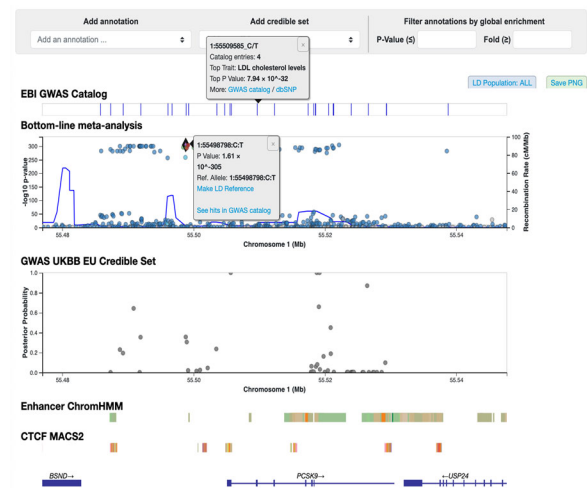 Add annotation
Add credible set
Filter annotations by global enrichment
Add an annotation ...
P-Value (≤)
Fold (≥)
1:55509585_C/T
×
Catalog entries: 4
Top Trait: LDL cholesterol levels
Top P Value: 7.94 × 10^-32
More: GWAS catalog / dbSNP
LD Population: ALL
Save PNG
EBI GWAS Catalog
Bottom-line meta-analysis
1:55498798:C:T
×
P Value: 1.61 ×
10^-305
Ref. Allele: 1:55498798:C:T
Make LD Reference
See hits in GWAS catalog
-log10 p-value
300
250
200
150
100
50
0
Recombination Rate (cM/Mb)
100
80
60
40
20
0
55.48
55.50
55.52
55.54
Chromosome 1 (Mb)
GWAS UKBB EU Credible Set
Posterior Probability
1.0
0.8
0.6
0.4
0.2
0.0
55.48
55.50
55.52
55.54
Chromosome 1 (Mb)
Enhancer ChromHMM
CTCF MACS2
BSND→
PCSK9→
←USP24